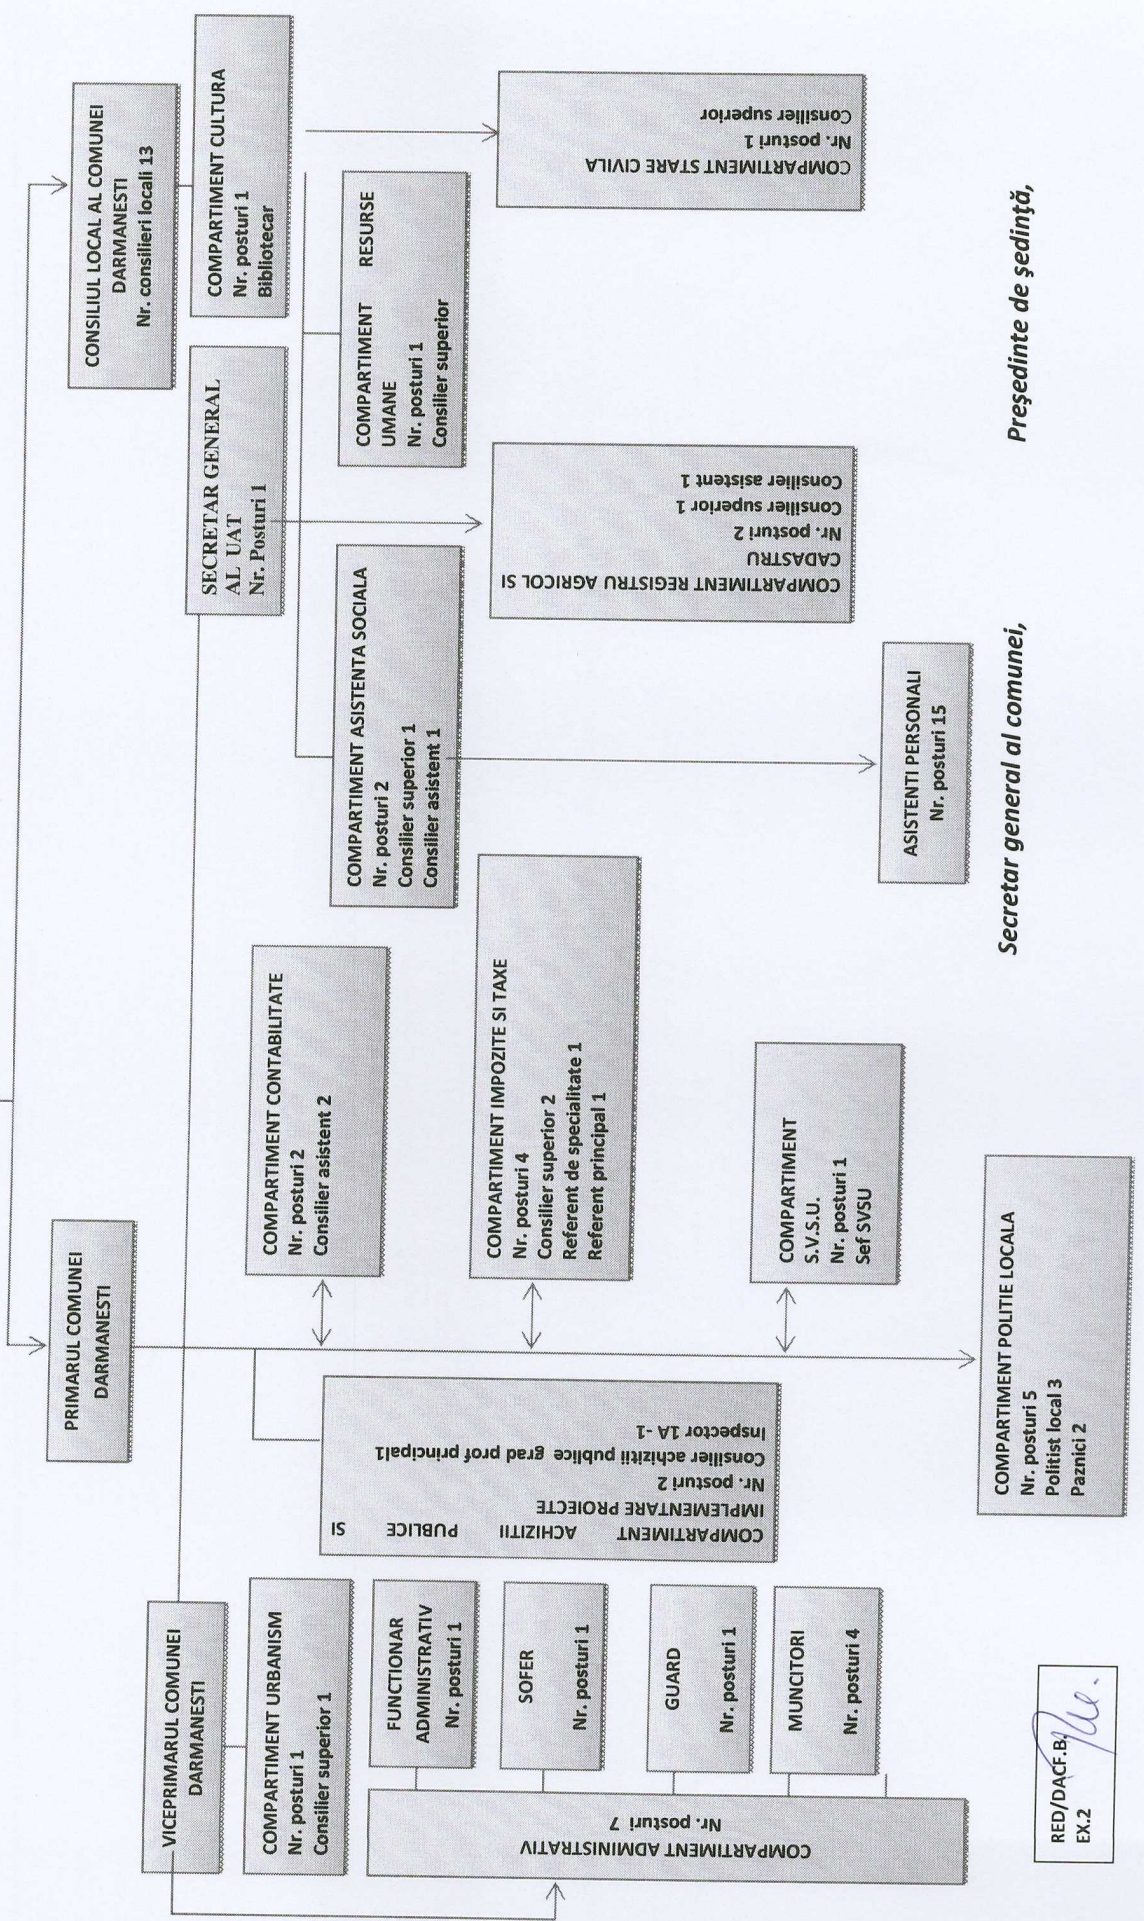 CONSILIUL LOCAL AL COMUNEI
DARMANESTI
Nr. consilieri locali 13
PRIMARUL COMUNEI
DARMANESTI
VICEPRIMARUL COMUNEI
DARMANESTI
SECRETAR GENERAL
AL UAT
Nr. Posturi 1
COMPARTIMENT CULTURA
Nr. posturi 1
Bibliotecar
COMPARTIMENT URBANISM
Nr. posturi 1
Consilier superior 1
COMPARTIMENT CONTABILITATE
Nr. posturi 2
Consilier asistent 2
COMPARTIMENT ASISTENTA SOCIALA
Nr. posturi 2
Consilier superior 1
Consilier asistent 1
COMPARTIMENT RESURSE
UMANE
Nr. posturi 1
Consilier superior
COMPARTIMENT ACHIZITII PUBLICE SI
IMPLEMENTARE PROIECTE
Nr. posturi 2
Consilier achizitii publice grad prof principal1
Inspector 1A -1
COMPARTIMENT ADMINISTRATIV
Nr. posturi 7
FUNCTIONAR
ADMINISTRATIV
Nr. posturi 1
SOFER
Nr. posturi 1
GUARD
Nr. posturi 1
MUNCITORI
Nr. posturi 4
COMPARTIMENT IMPOZITE SI TAXE
Nr. posturi 4
Consilier superior 2
Referent de specialitate 1
Referent principal 1
COMPARTIMENT REGISTRU AGRICOL SI
CADASTRU
Nr. posturi 2
Consilier superior 1
Consilier asistent 1
COMPARTIMENT STARE CIVILA
Nr. posturi 1
Consilier superior
COMPARTIMENT
S.V.S.U.
Nr. posturi 1
Sef SVSU
ASISTENTI PERSONALI
Nr. posturi 15
COMPARTIMENT POLITIE LOCALA
Nr. posturi 5
Politist local 3
Paznici 2
Secretar general al comunei,
Preşedinte de şedinţă,
RED/DACF.B.
EX.2